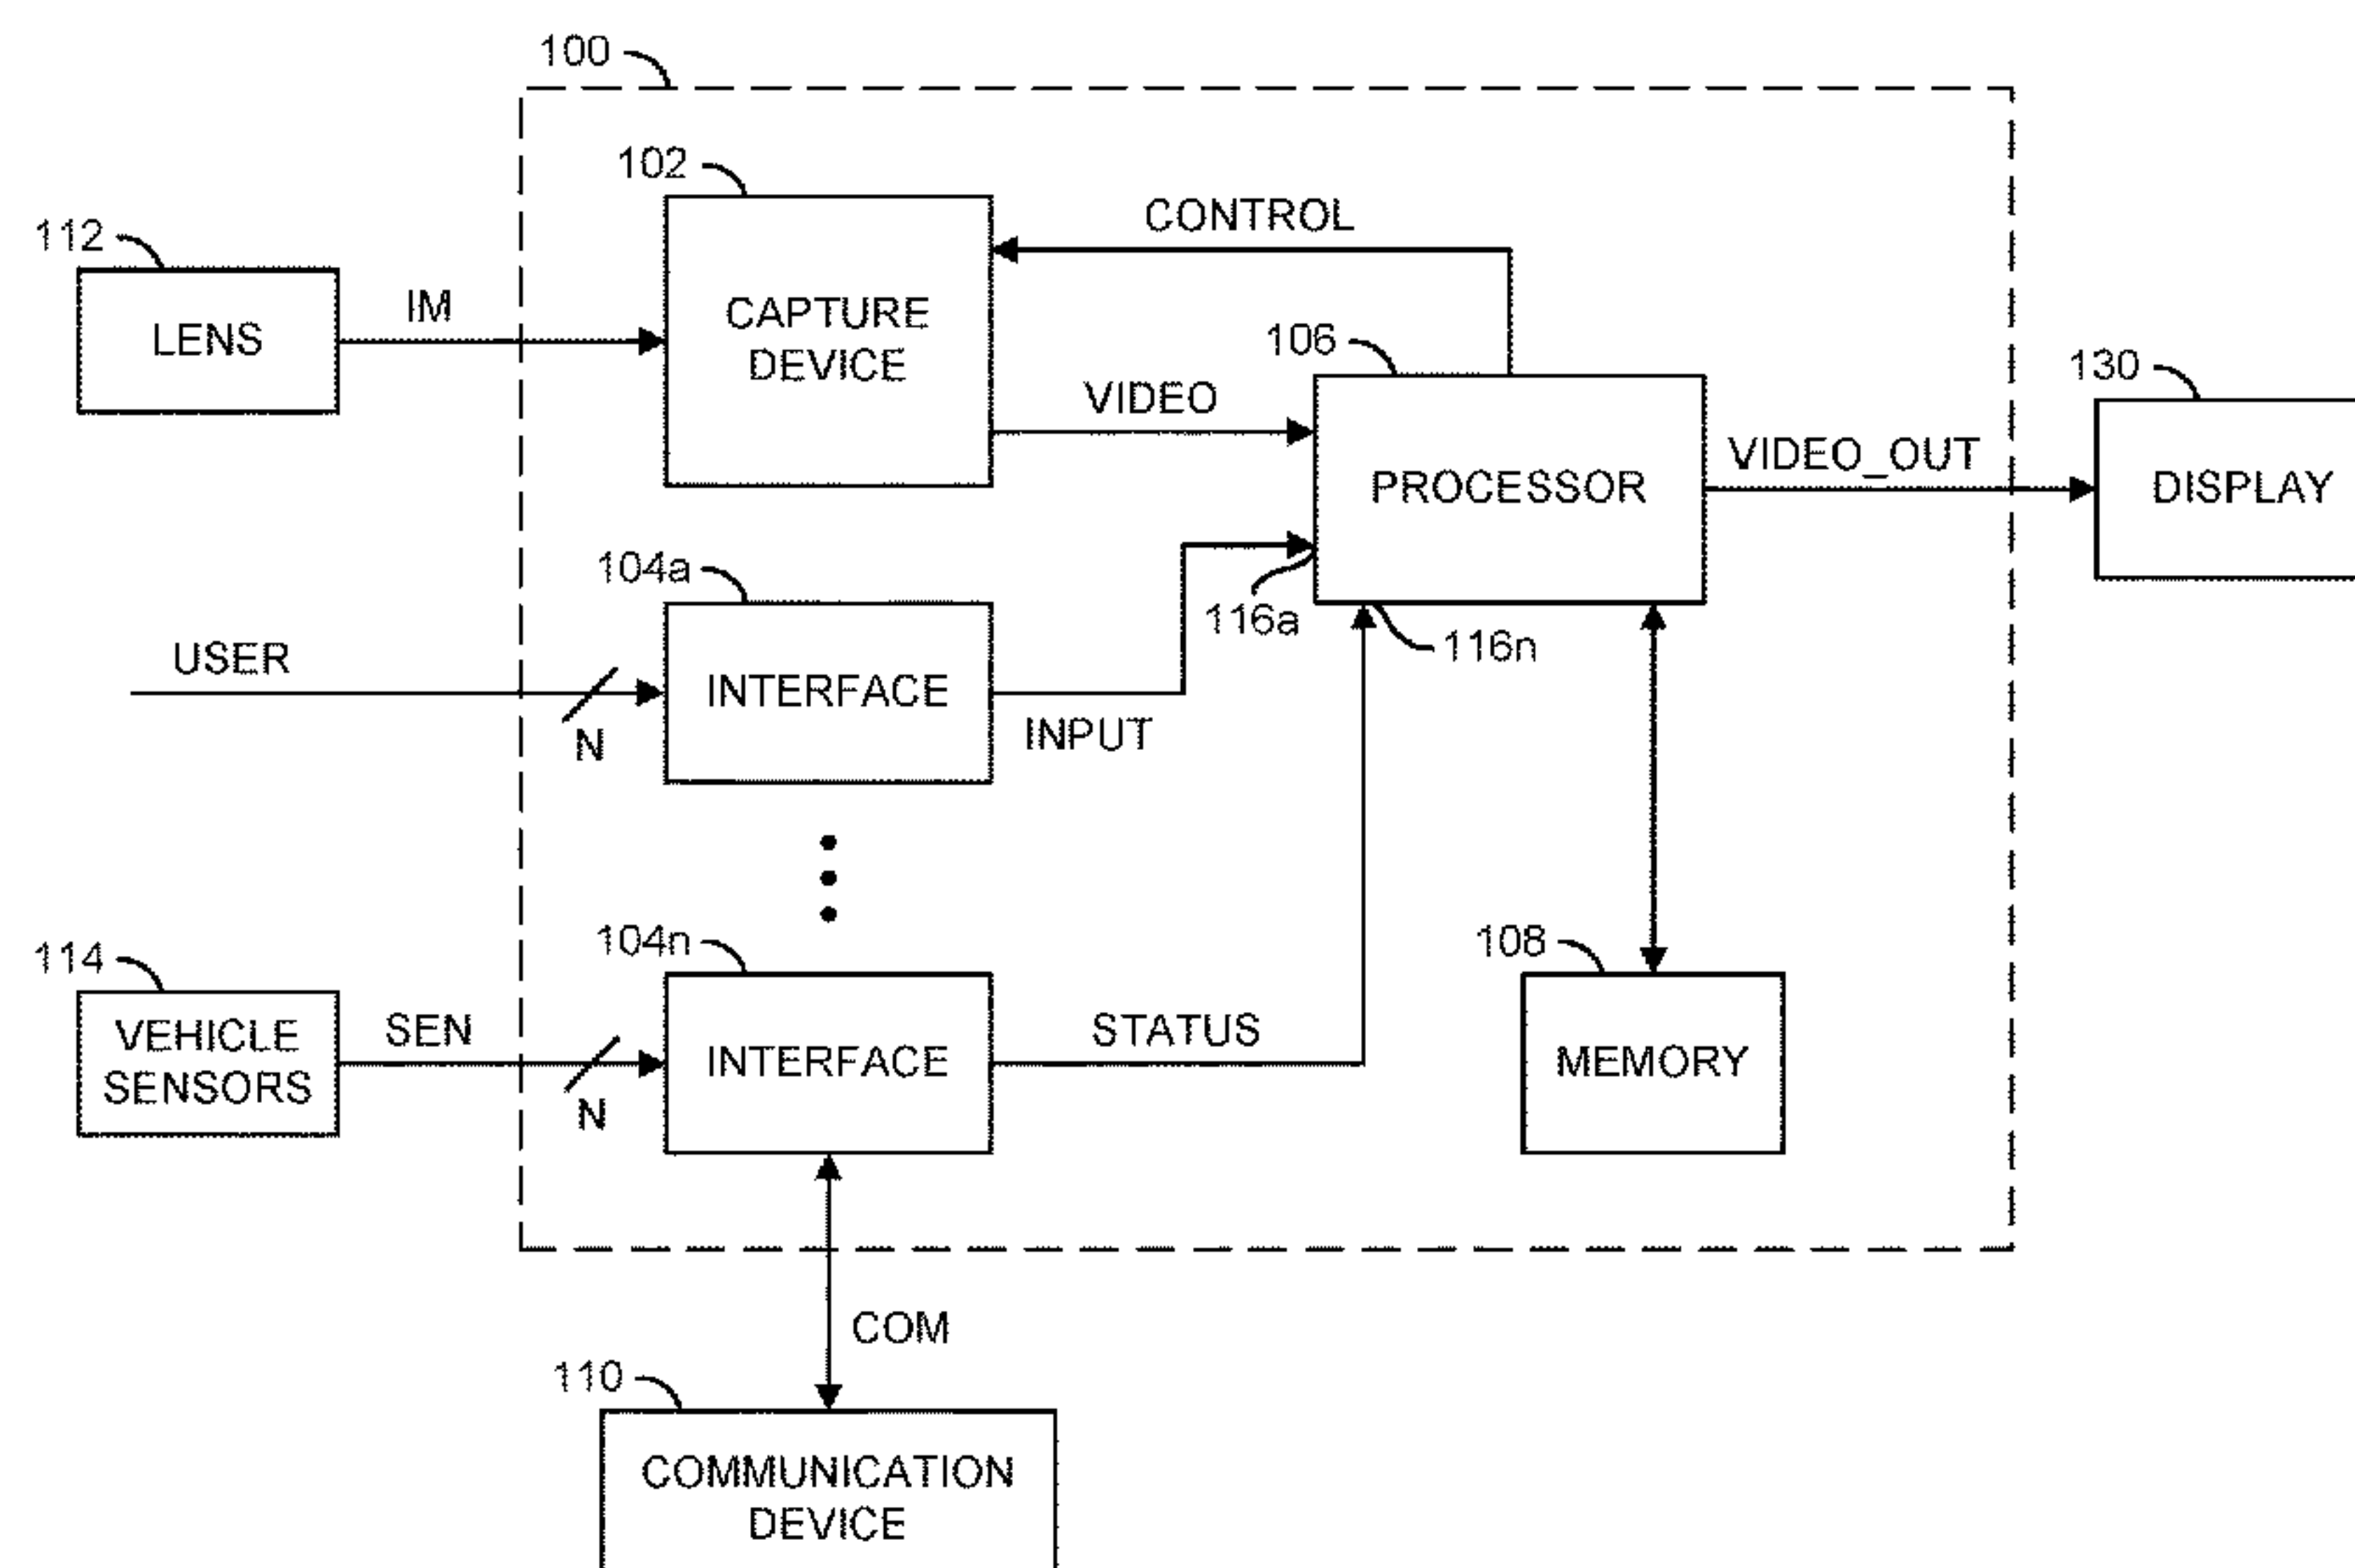 100
102
CONTROL
112
LENS
IM
CAPTURE
DEVICE
106
VIDEO
130
PROCESSOR
VIDEO_OUT
DISPLAY
104a
116a
116n
USER
N
INTERFACE
INPUT
104n
108
114
VEHICLE
SENSORS
SEN
N
INTERFACE
STATUS
MEMORY
COM
110
COMMUNICATION
DEVICE